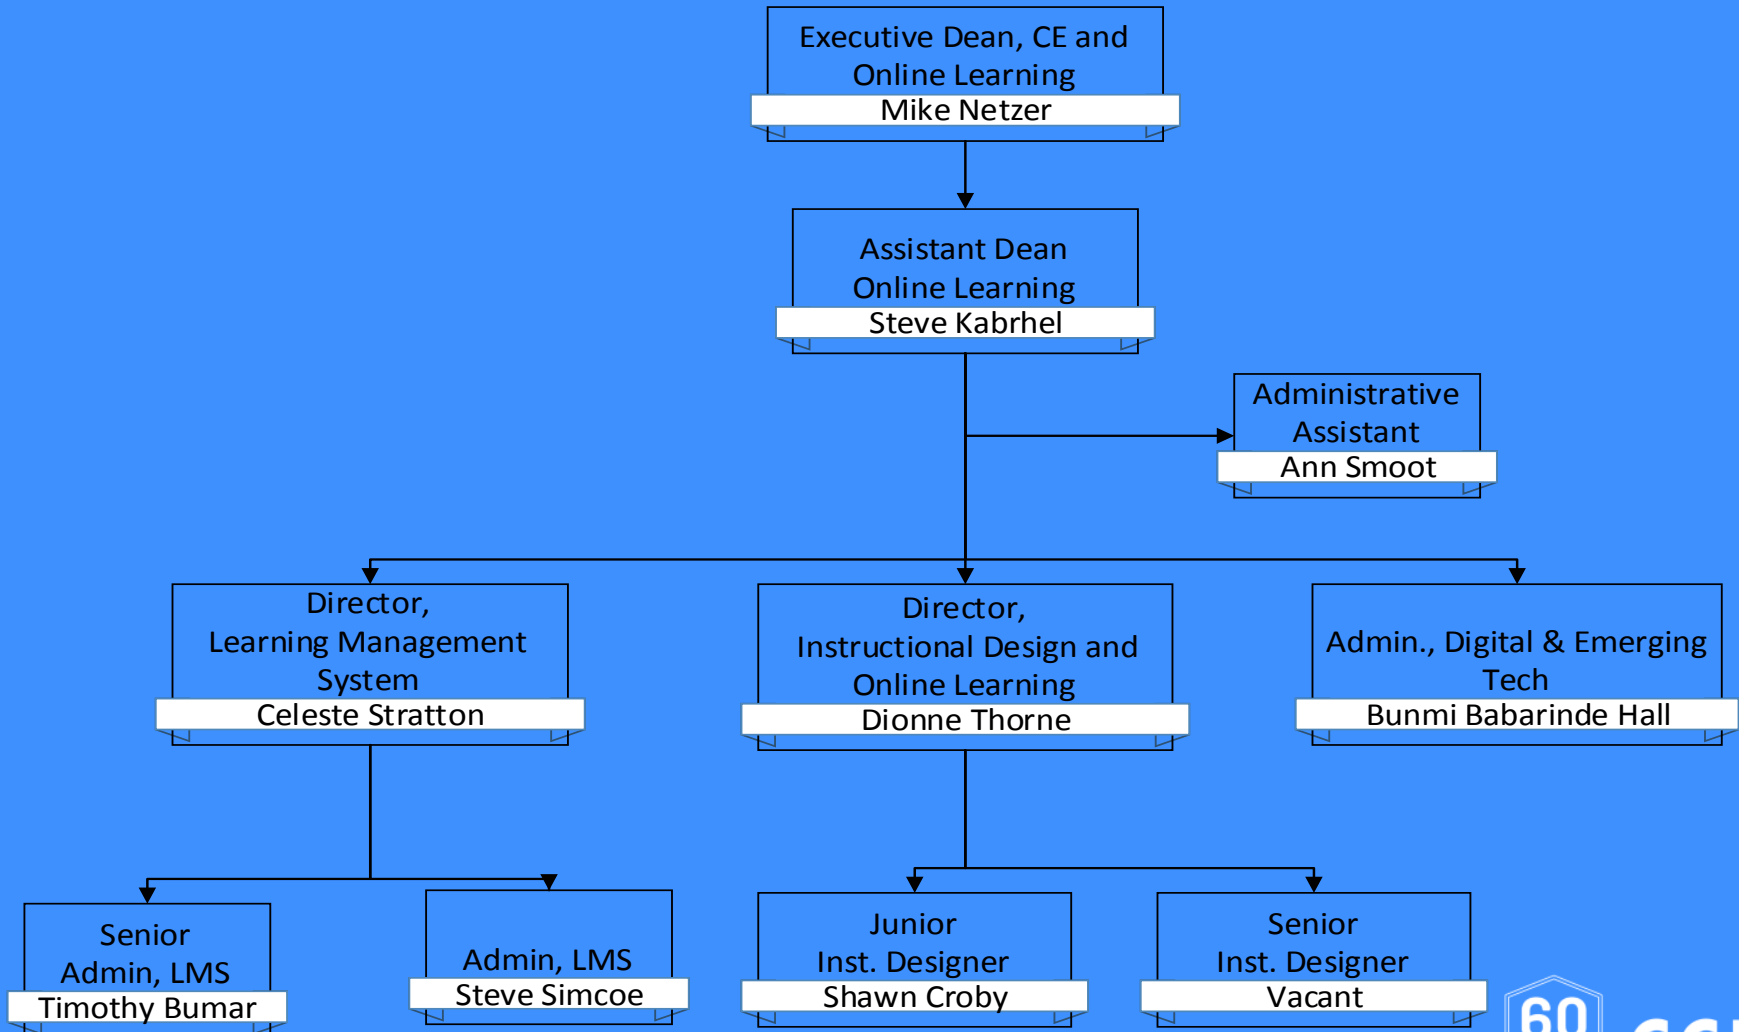 Executive Dean, CE and
Online Learning
Mike Netzer
Assistant Dean
Online Learning
Steve Kabrhel
Administrative
Assistant
Ann Smoot
Director,
Learning Management
System
Celeste Stratton
Director,
Instructional Design and
Online Learning
Dionne Thorne
Admin., Digital & Emerging
Tech
Bunmi Babarinde Hall
Senior
Admin, LMS
Timothy Bumar
Admin, LMS
Steve Simcoe
Junior
Inst. Designer
Shawn Croby
Senior
Inst. Designer
Vacant
60